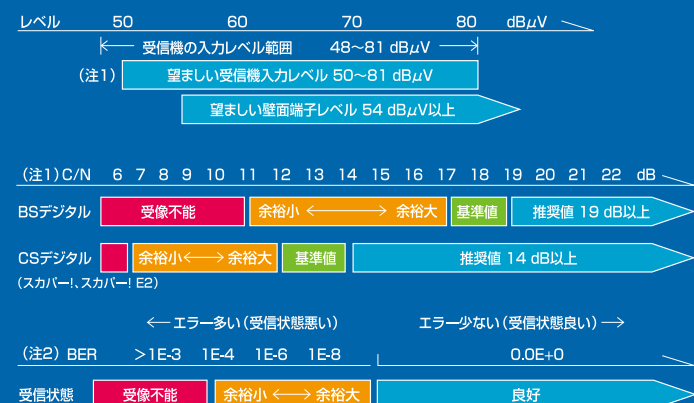 レベル 50 60 70 80 dBμV
受信機の入力レベル範囲 48～81 dBμV
(注1) 望ましい受信機入力レベル 50～81 dBμV
望ましい壁面端子レベル 54 dBμV以上
(注1) C/N 6 7 8 9 10 11 12 13 14 15 16 17 18 19 20 21 22 dB
BSデジタル 受像不能 余裕小 ←→ 余裕大 基準値 推奨値 19 dB以上
CSデジタル 余裕小←→余裕大 基準値 推奨値 14 dB以上
(スカパー!、スカパー! E2)
← エラー多い(受信状態悪い) エラー少ない(受信状態良い) →
(注2) BER >1E-3 1E-4 1E-6 1E-8 0.0E+0
受信状態 受像不能 余裕小 ←→ 余裕大 良好